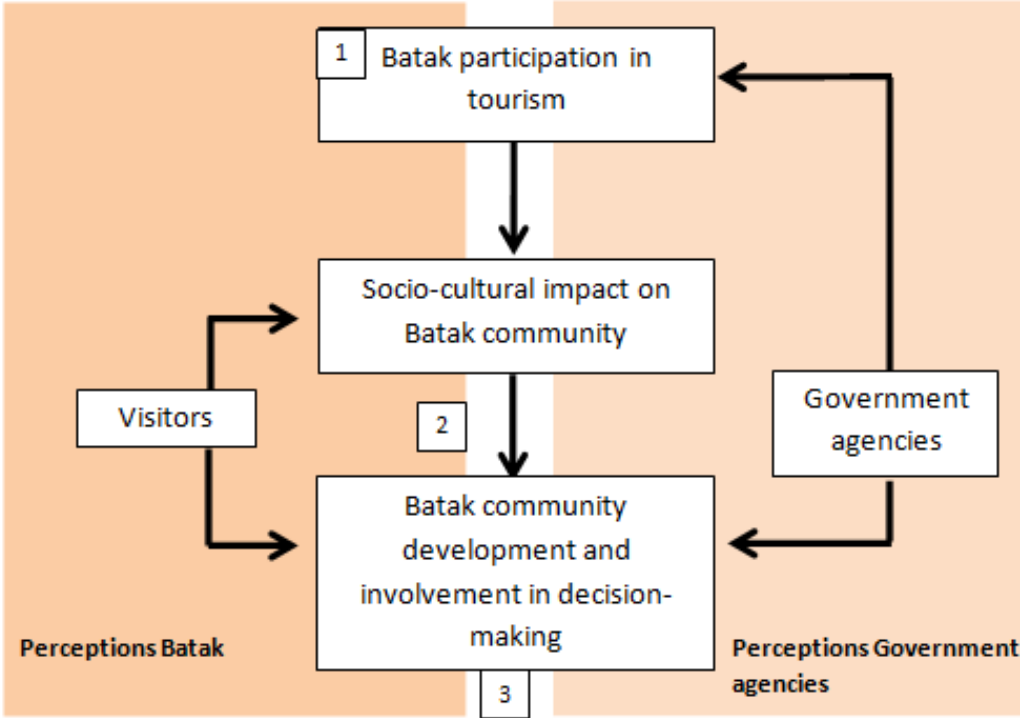 1
Batak participation in
tourism
Socio-cultural impact on
Batak community
Visitors
2
Government
agencies
Batak community
development and
involvement in decision-
making
Perceptions Batak
Perceptions Government
agencies
3